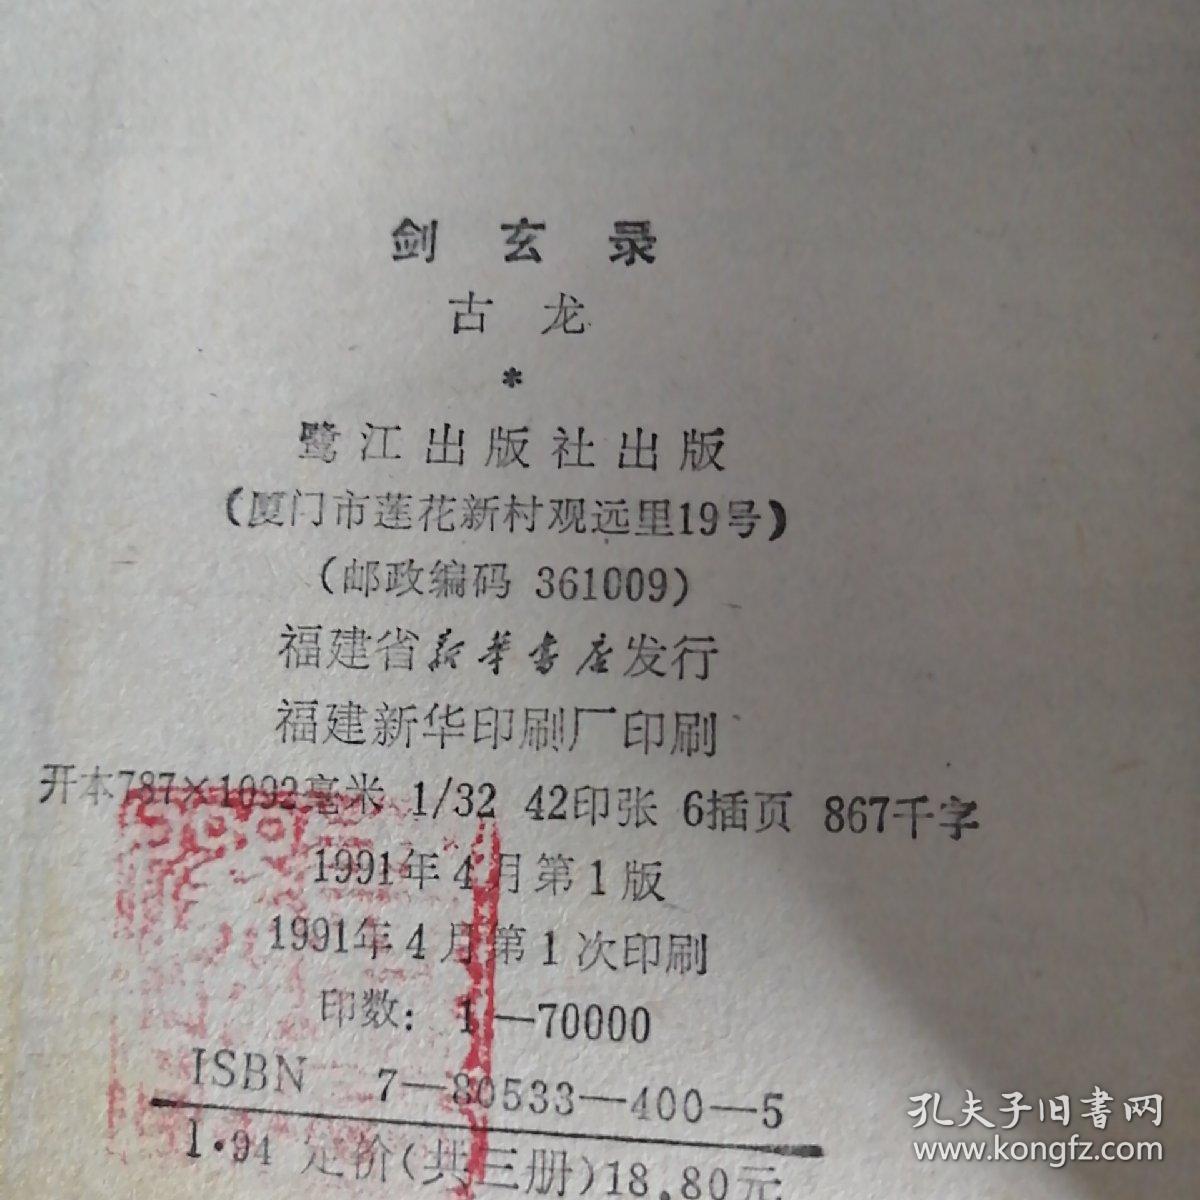 剑玄录
古龙
*
鹭江出版社出版
(厦门市莲花新村观远里19号)
(邮政编码 361009)
福建省新华书店发行
福建新华印刷厂印刷
开本787×1092毫米 1/32 42印张 6插页 867千字
1991年4月第1版
1991年4月第1次印刷
印数: 1—70000
ISBN 7—80533—400—5
I·94 定价(共三册)18.80元
孔夫子旧書网
www.kongfz.com